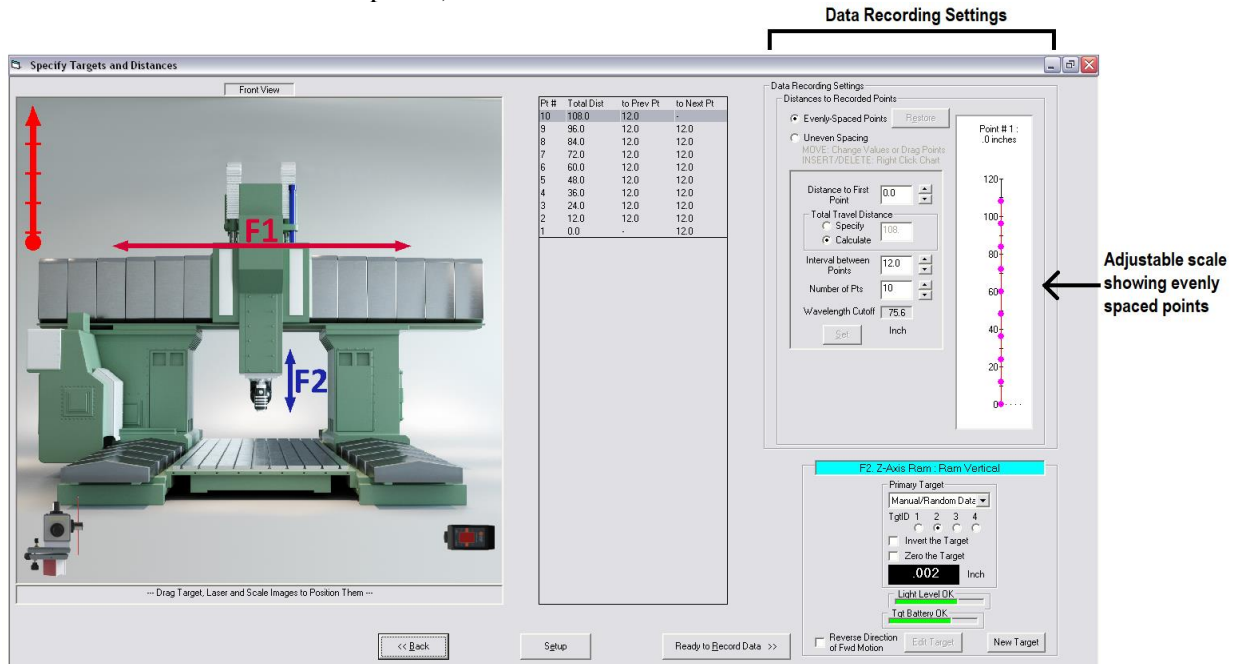 Data Recording Settings
Specify Targets and Distances
Front View
F1
F2
--- Drag Target, Laser and Scale Images to Position Them ---
Pt # Total Dist to Prev Pt to Next Pt
10 108.0 12.0 -
9 96.0 12.0 12.0
8 84.0 12.0 12.0
7 72.0 12.0 12.0
6 60.0 12.0 12.0
5 48.0 12.0 12.0
4 36.0 12.0 12.0
3 24.0 12.0 12.0
2 12.0 12.0 12.0
1 0.0 - 12.0
Data Recording Settings
Distances to Recorded Points
Evenly-Spaced Points Restore
Uneven Spacing
MOVE: Change Values or Drag Points
INSERT/DELETE: Right Click Chart
Distance to First
Point
0.0
Total Travel Distance
Specify
Calculate
108.
Interval between
Points
12.0
Number of Pts 10
Wavelength Cutoff 75.6
Set Inch
Point # 1 :
.0 inches
120
100
80
60
40
20
0
Adjustable scale
showing evenly
spaced points
F2. Z-Axis Ram : Ram Vertical
Primary Target
Manual/Random Data
TgtID 1 2 3 4
Invert the Target
Zero the Target
.002 Inch
Light Level OK
Tgt Battery OK
Reverse Direction
of Fwd Motion
Edit Target New Target
<< Back Setup Ready to Record Data >>